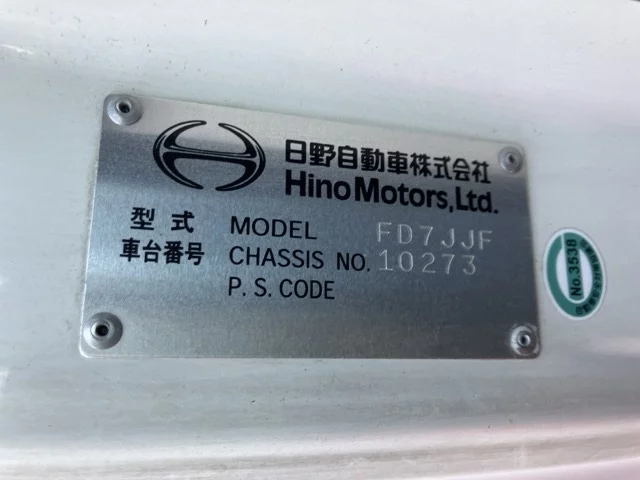 日野自動車株式会社
Hino Motors, Ltd.
型式 MODEL FD7JJF
車台番号 CHASSIS NO. 10273
P. S. CODE
No.3538